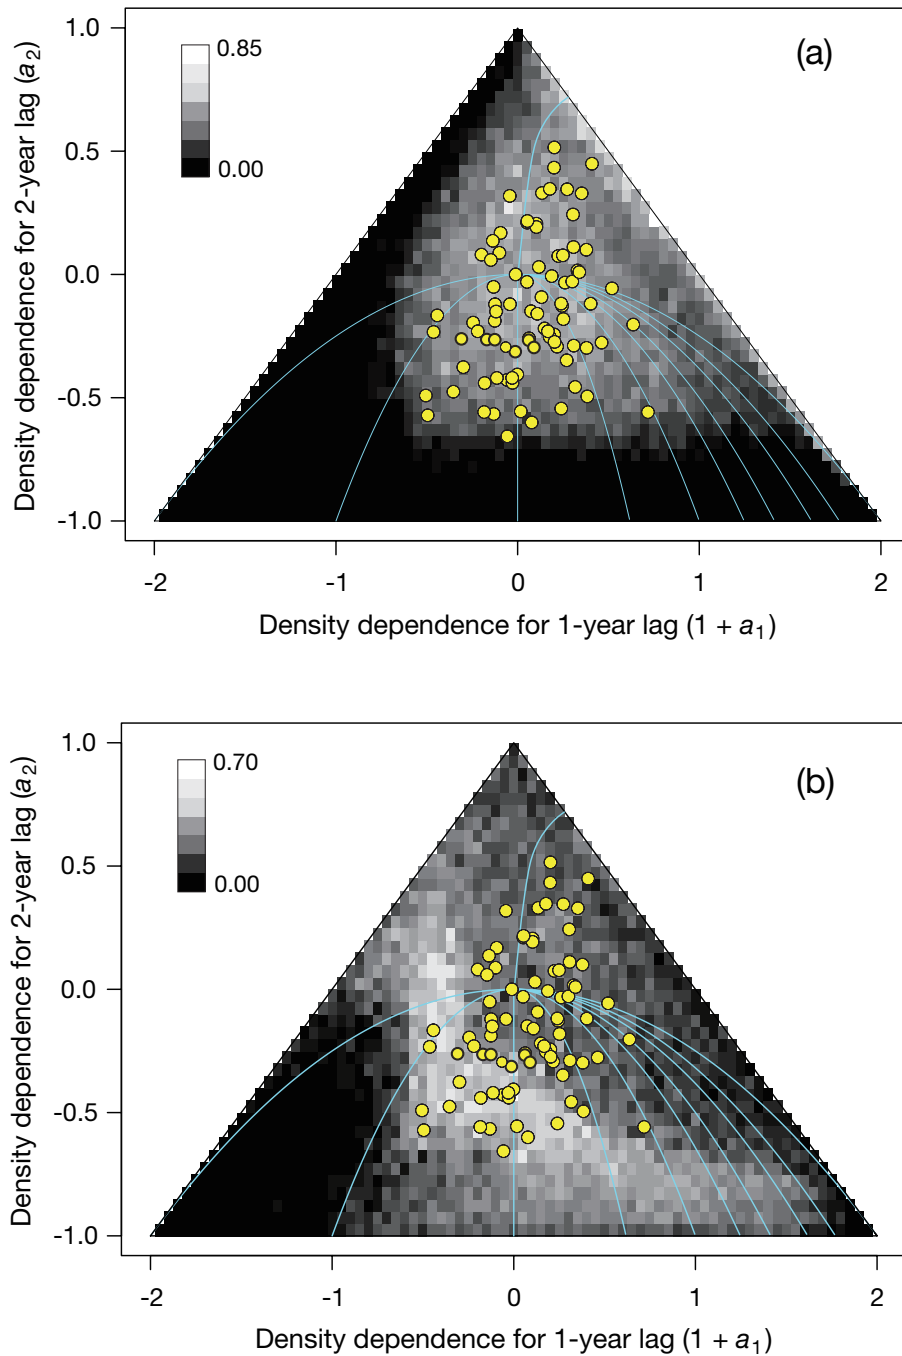 (a)
0.85
0.00
1.0
0.5
0.0
-0.5
-1.0
Density dependence for 2-year lag (a2)
-2 -1 0 1 2
Density dependence for 1-year lag (1 + a1)
(b)
0.70
0.00
1.0
0.5
0.0
-0.5
-1.0
Density dependence for 2-year lag (a2)
-2 -1 0 1 2
Density dependence for 1-year lag (1 + a1)